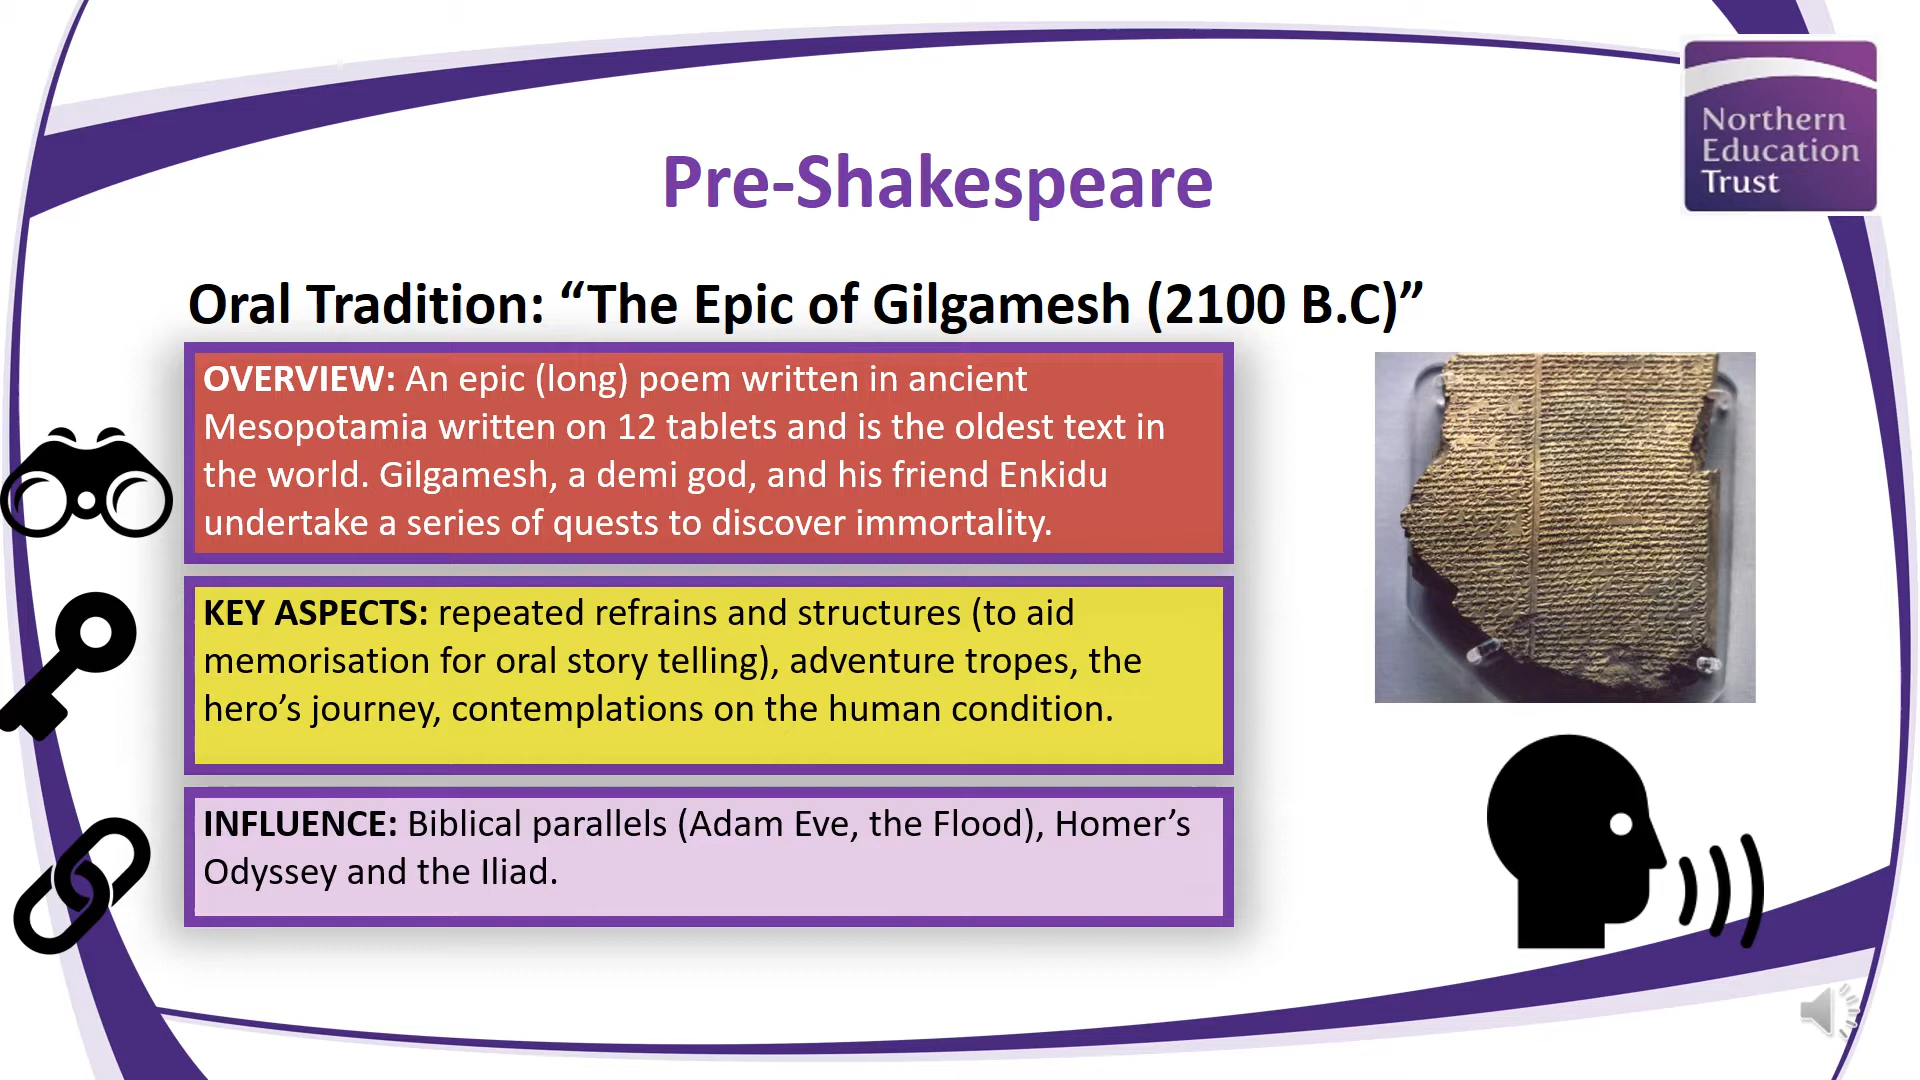 Northern
Education
Trust
Pre-Shakespeare
Oral Tradition: “The Epic of Gilgamesh (2100 B.C)”
OVERVIEW: An epic (long) poem written in ancient
Mesopotamia written on 12 tablets and is the oldest text in
the world. Gilgamesh, a demi god, and his friend Enkidu
undertake a series of quests to discover immortality.
KEY ASPECTS: repeated refrains and structures (to aid
memorisation for oral story telling), adventure tropes, the
hero’s journey, contemplations on the human condition.
INFLUENCE: Biblical parallels (Adam Eve, the Flood), Homer’s
Odyssey and the Iliad.